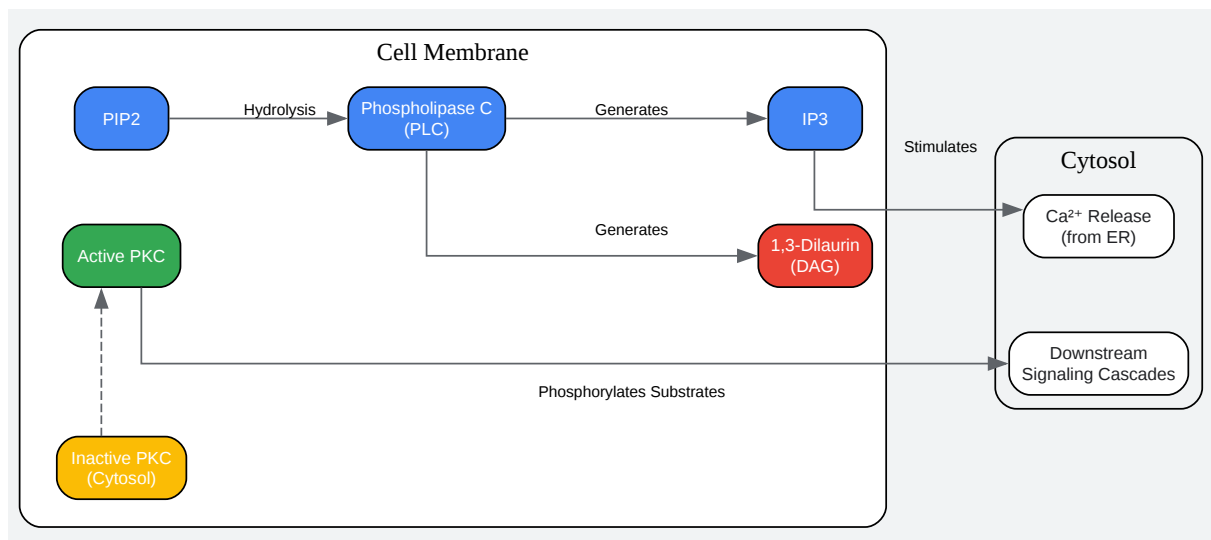 Cell Membrane
PIP2
Hydrolysis
Phospholipase C
(PLC)
Generates
IP3
Stimulates
Cytosol
Ca²⁺ Release
(from ER)
Active PKC
Generates
1,3-Dilaurin
(DAG)
Downstream
Signaling Cascades
Phosphorylates Substrates
Inactive PKC
(Cytosol)